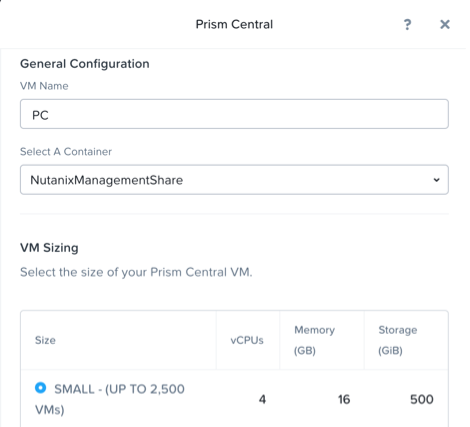 Prism Central
?
General Configuration
VM Name
PC
Select A Container
NutanixManagementShare
VM Sizing
Select the size of your Prism Central VM.
Size vCPUs Memory (GB) Storage (GiB)
SMALL - (UP TO 2,500
VMs) 4 16 500